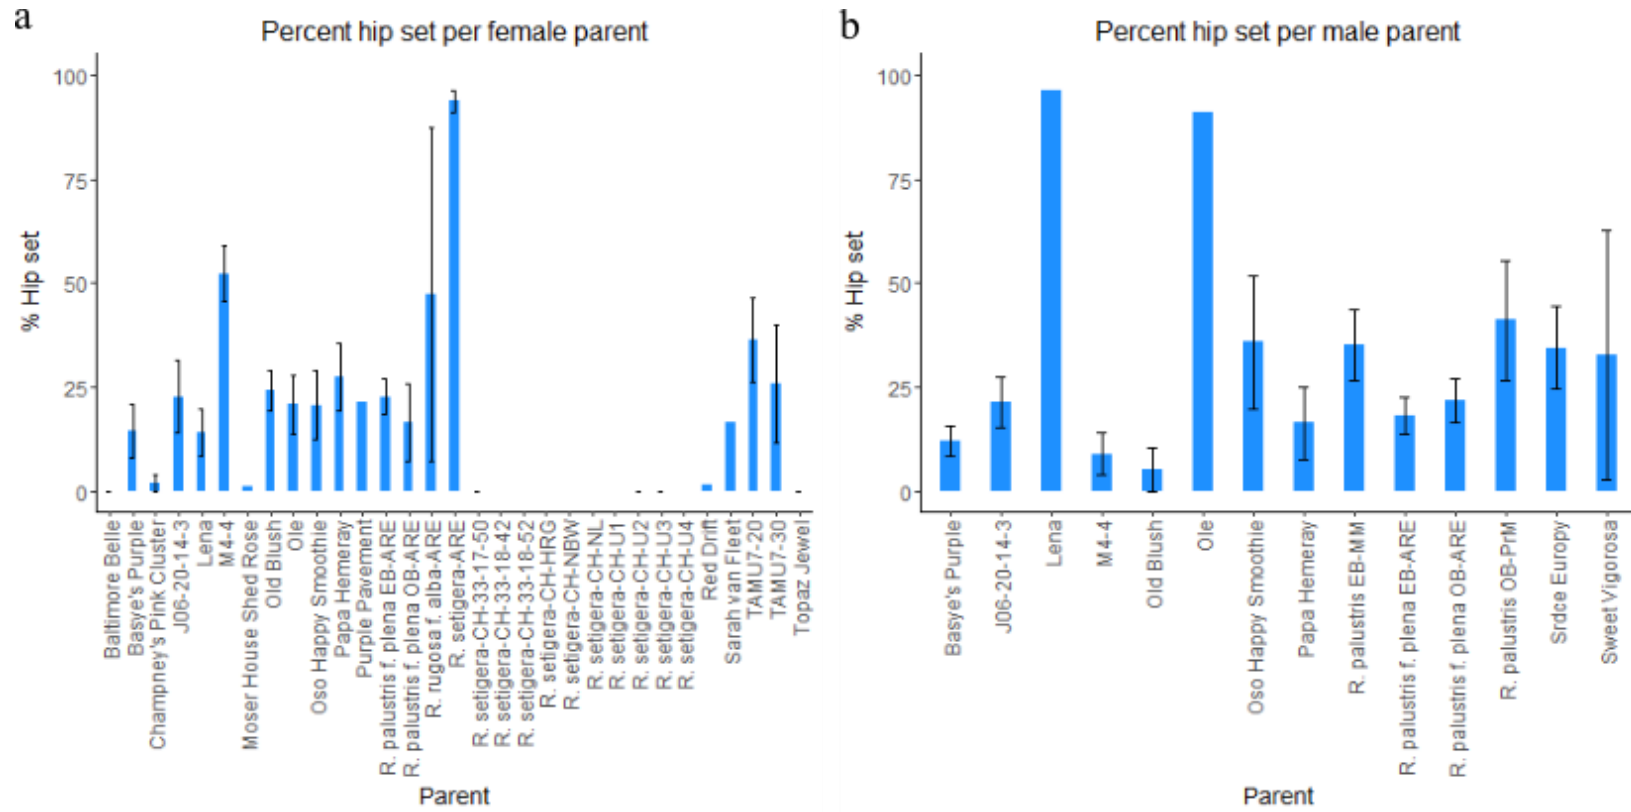 a
Percent hip set per female parent
% Hip set
100
75
50
25
0
Baltimore Belle
Basye's Purple
Champney's Pink Cluster
J06-20-14-3
Lena
M4-4
Moser House Shed Rose
Old Blush
Ole
Oso Happy Smoothie
Papa Hemeray
Purple Pavement
R. palustris f. plena EB-ARE
R. palustris f. plena OB-ARE
R. rugosa f. alba-ARE
R. setigera-ARE
R. setigera-CH-33-17-50
R. setigera-CH-33-18-42
R. setigera-CH-33-18-52
R. setigera-CH-HRG
R. setigera-CH-NBW
R. setigera-CH-NL
R. setigera-CH-U1
R. setigera-CH-U2
R. setigera-CH-U3
R. setigera-CH-U4
Red Drift
Sarah van Fleet
TAMU7-20
TAMU7-30
Topaz Jewel
Parent
b
Percent hip set per male parent
% Hip set
100
75
50
25
0
Basye's Purple
J06-20-14-3
Lena
M4-4
Old Blush
Ole
Oso Happy Smoothie
Papa Hemeray
R. palustris EB-MM
R. palustris f. plena EB-ARE
R. palustris f. plena OB-ARE
R. palustris OB-PrM
Srdce Europy
Sweet Vigorosa
Parent